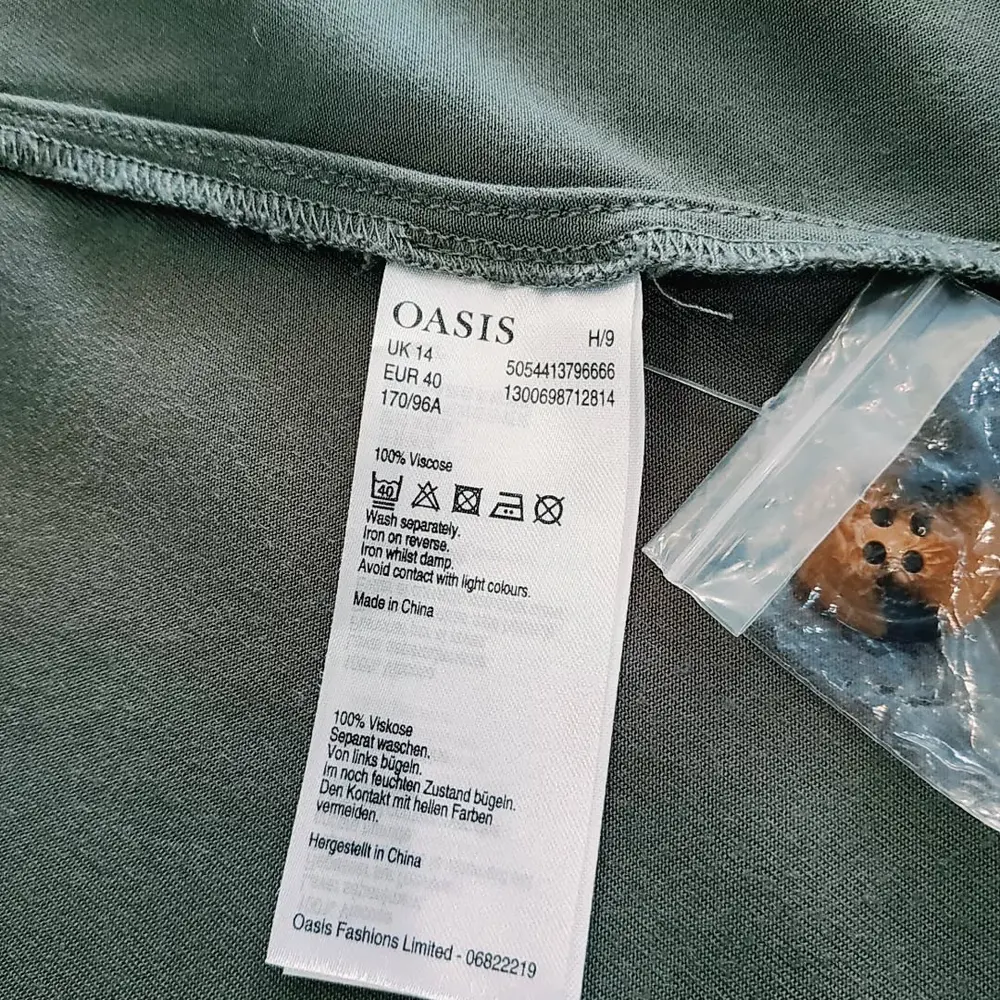 OASIS
H/9
UK 14
5054413796666
EUR 40
1300698712814
170/96A
100% Viscose
40
Wash separately.
Iron on reverse.
Iron whilst damp.
Avoid contact with light colours.
Made in China
100% Viskose
Separat waschen.
Von links bügeln.
Im noch feuchten Zustand bügeln.
Den Kontakt mit hellen Farben
vermeiden.
Hergestellt in China
Oasis Fashions Limited - 06822219